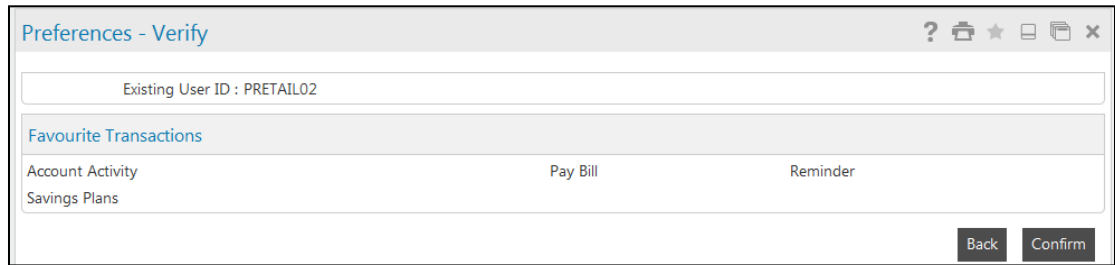 Preferences - Verify
Existing User ID : PRETAIL02
Favourite Transactions
Account Activity Pay Bill Reminder
Savings Plans
Back Confirm